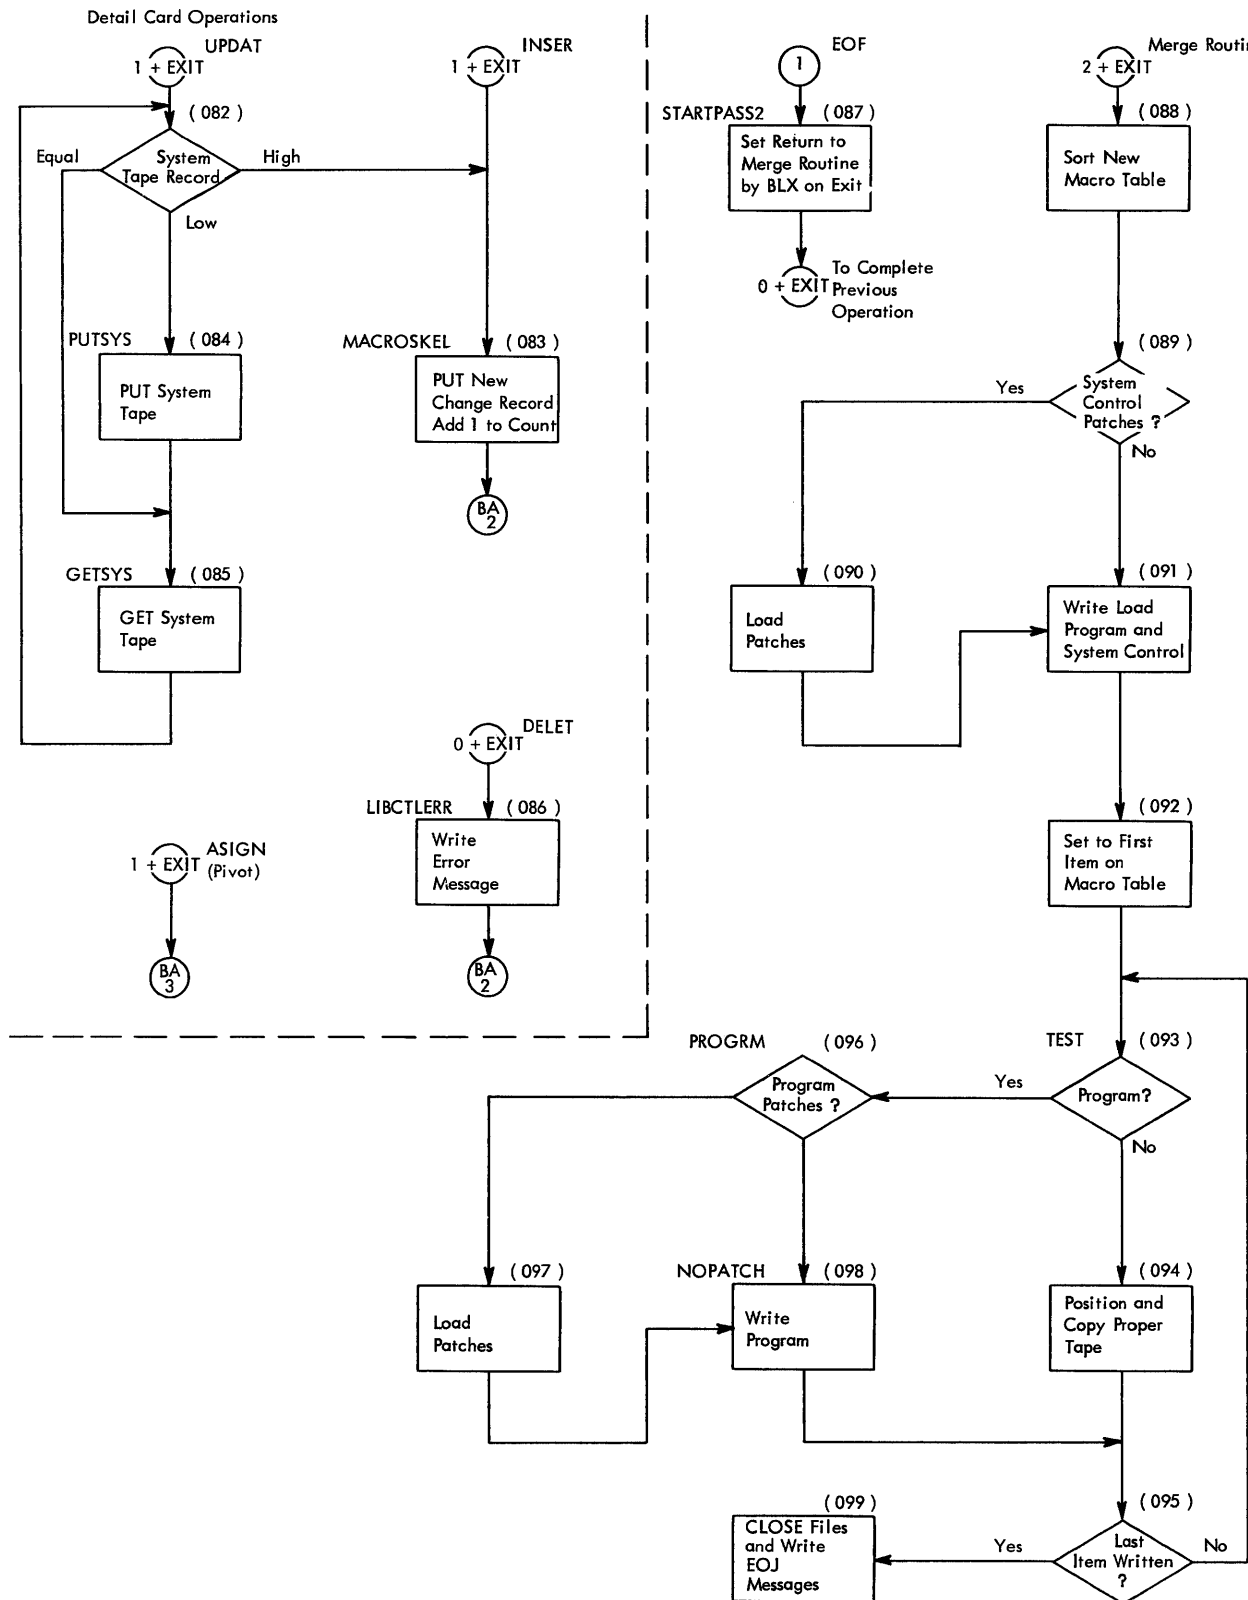 Detail Card Operations
UPDAT
1 + EXIT
( 082 )
System
Tape Record
Equal
High
Low
PUTSYS
( 084 )
PUT System
Tape
GETSYS
( 085 )
GET System
Tape
1 + EXIT
ASIGN
(Pivot)
BA
3
INSER
1 + EXIT
MACROSKEL
( 083 )
PUT New
Change Record
Add 1 to Count
BA
2
DELET
0 + EXIT
LIBCTLERR
( 086 )
Write
Error
Message
BA
2
EOF
1
STARTPASS2
( 087 )
Set Return to
Merge Routine
by BLX on Exit
0 + EXIT
To Complete
Previous
Operation
Merge Routin
2 + EXIT
( 088 )
Sort New
Macro Table
( 089 )
System
Control
Patches ?
Yes
No
( 090 )
Load
Patches
( 091 )
Write Load
Program and
System Control
( 092 )
Set to First
Item on
Macro Table
TEST
( 093 )
Program?
Yes
No
PROGRM
( 096 )
Program
Patches ?
( 097 )
Load
Patches
NOPATCH
( 098 )
Write
Program
( 094 )
Position and
Copy Proper
Tape
( 095 )
Last
Item Written
?
Yes
No
( 099 )
CLOSE Files
and Write
EOJ
Messages